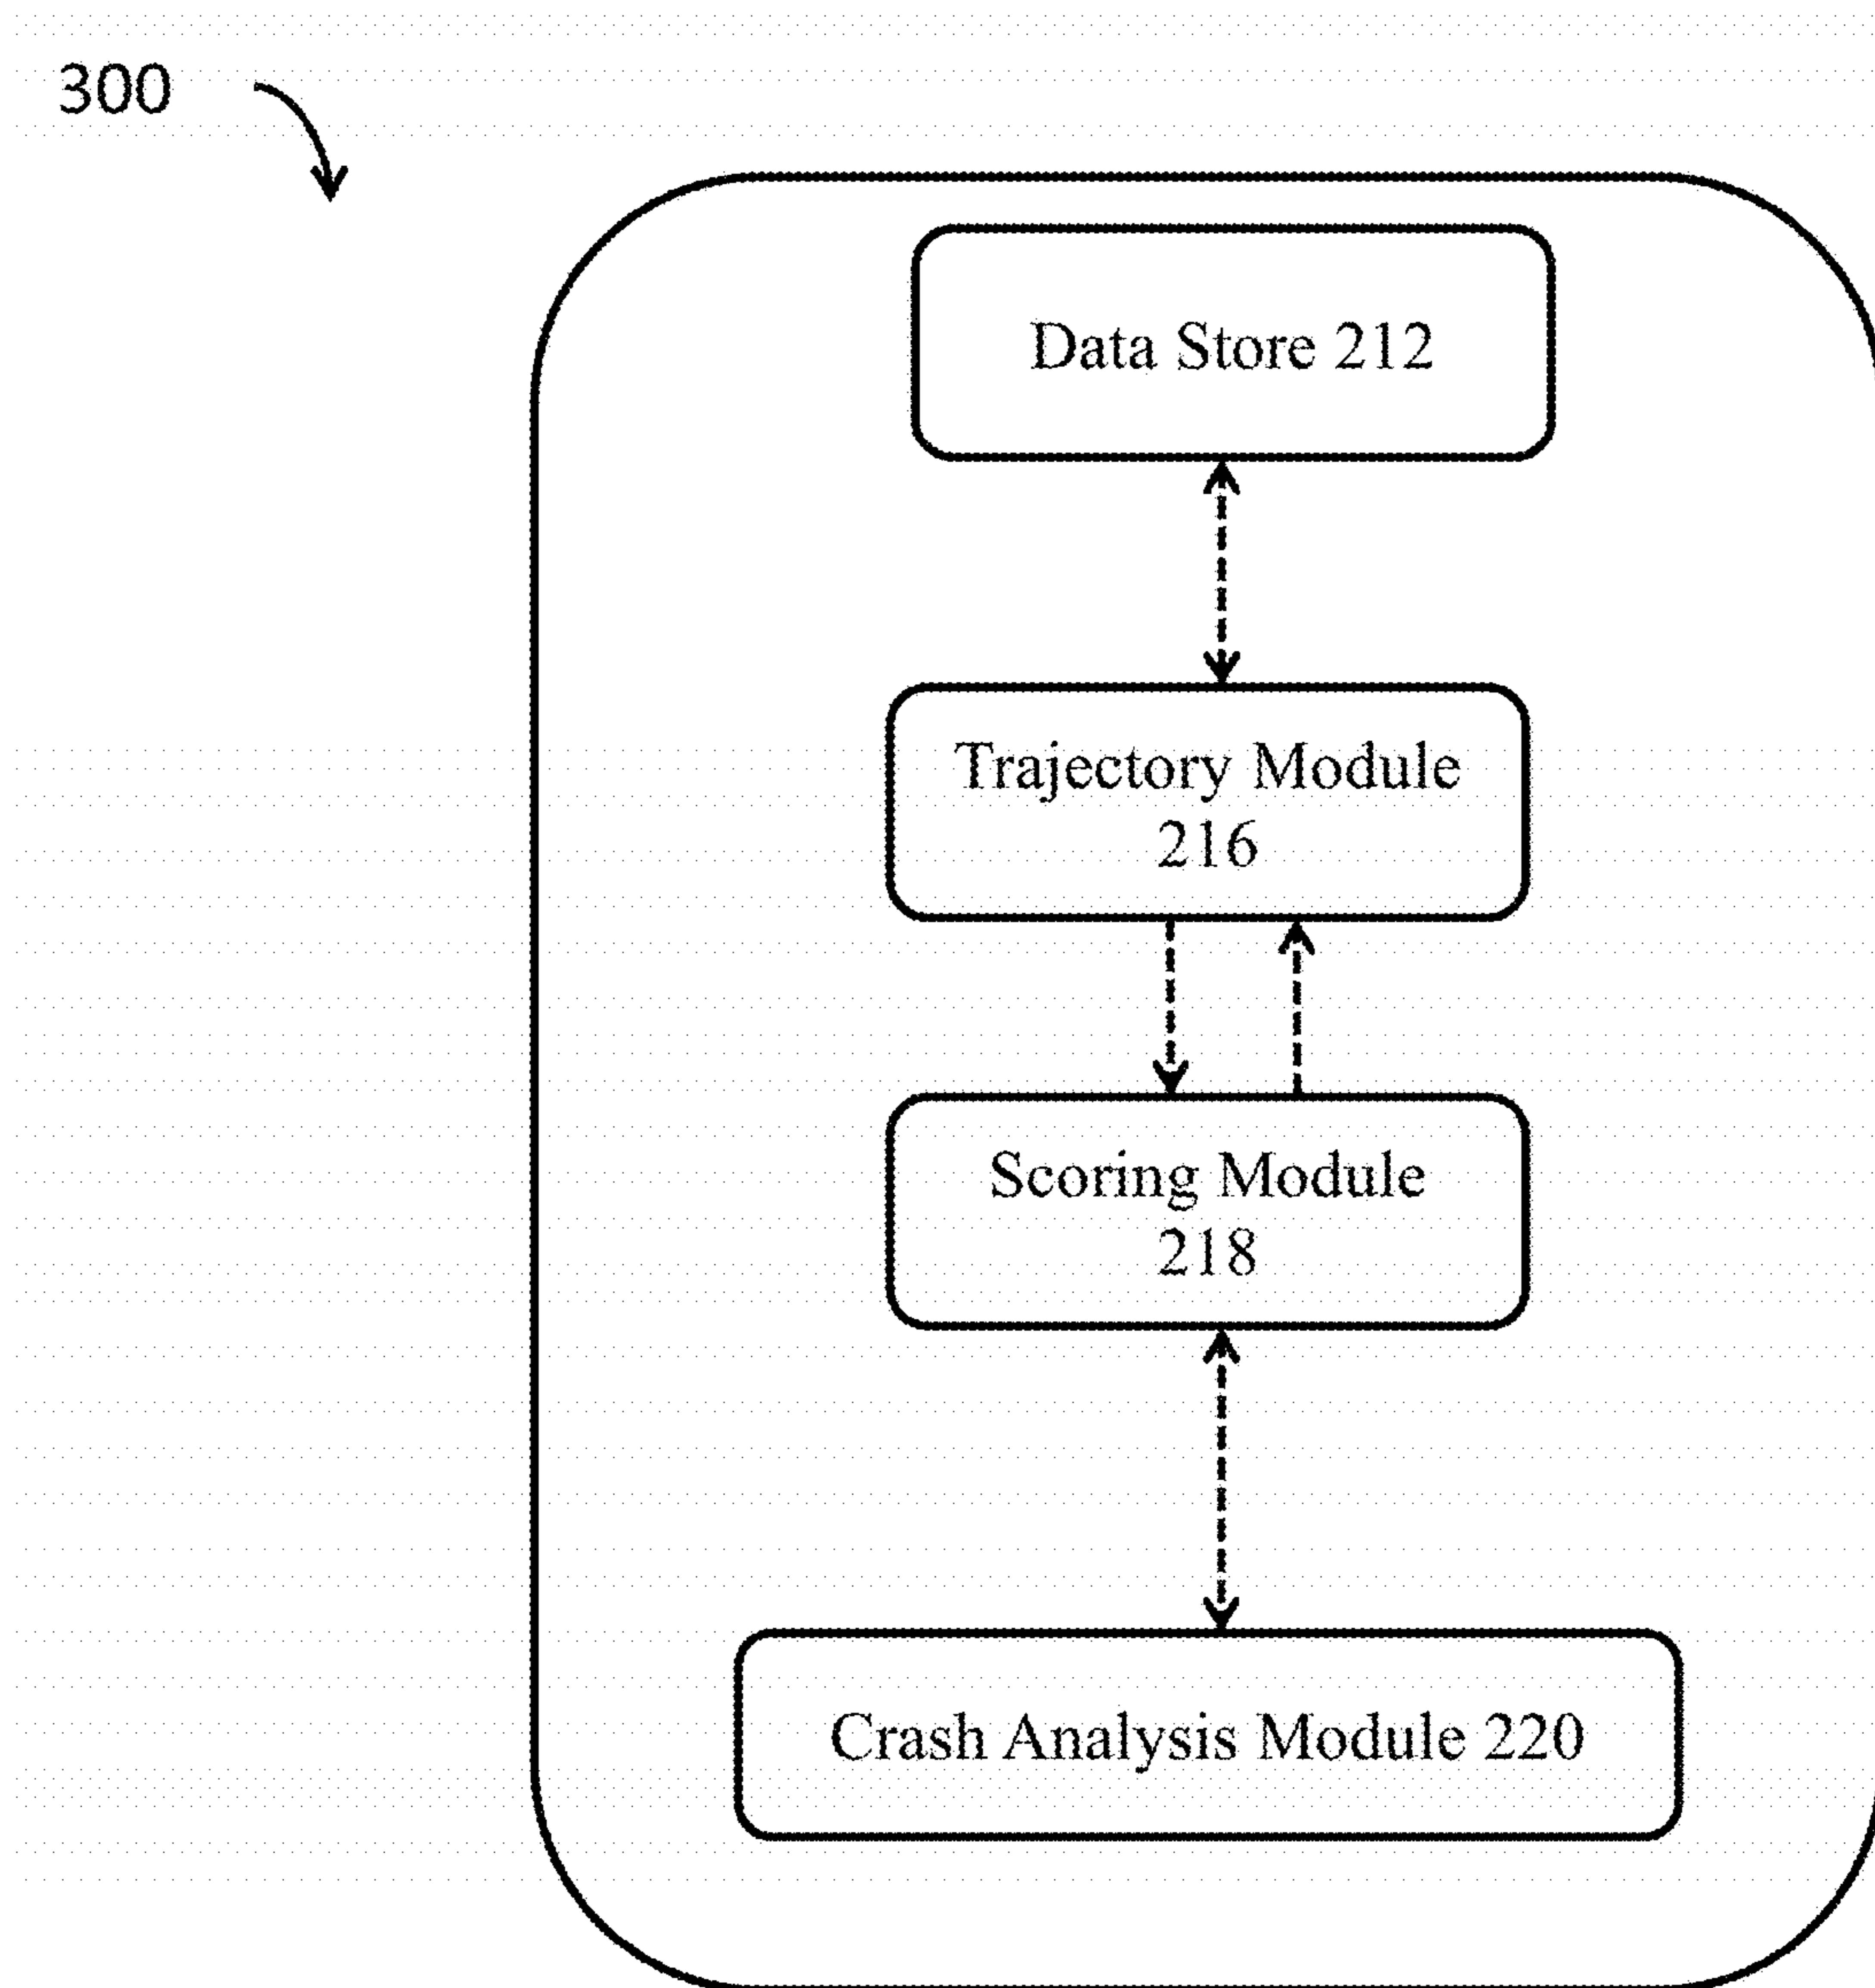 300
Data Store 212
Trajectory Module
216
Scoring Module
218
Crash Analysis Module 220